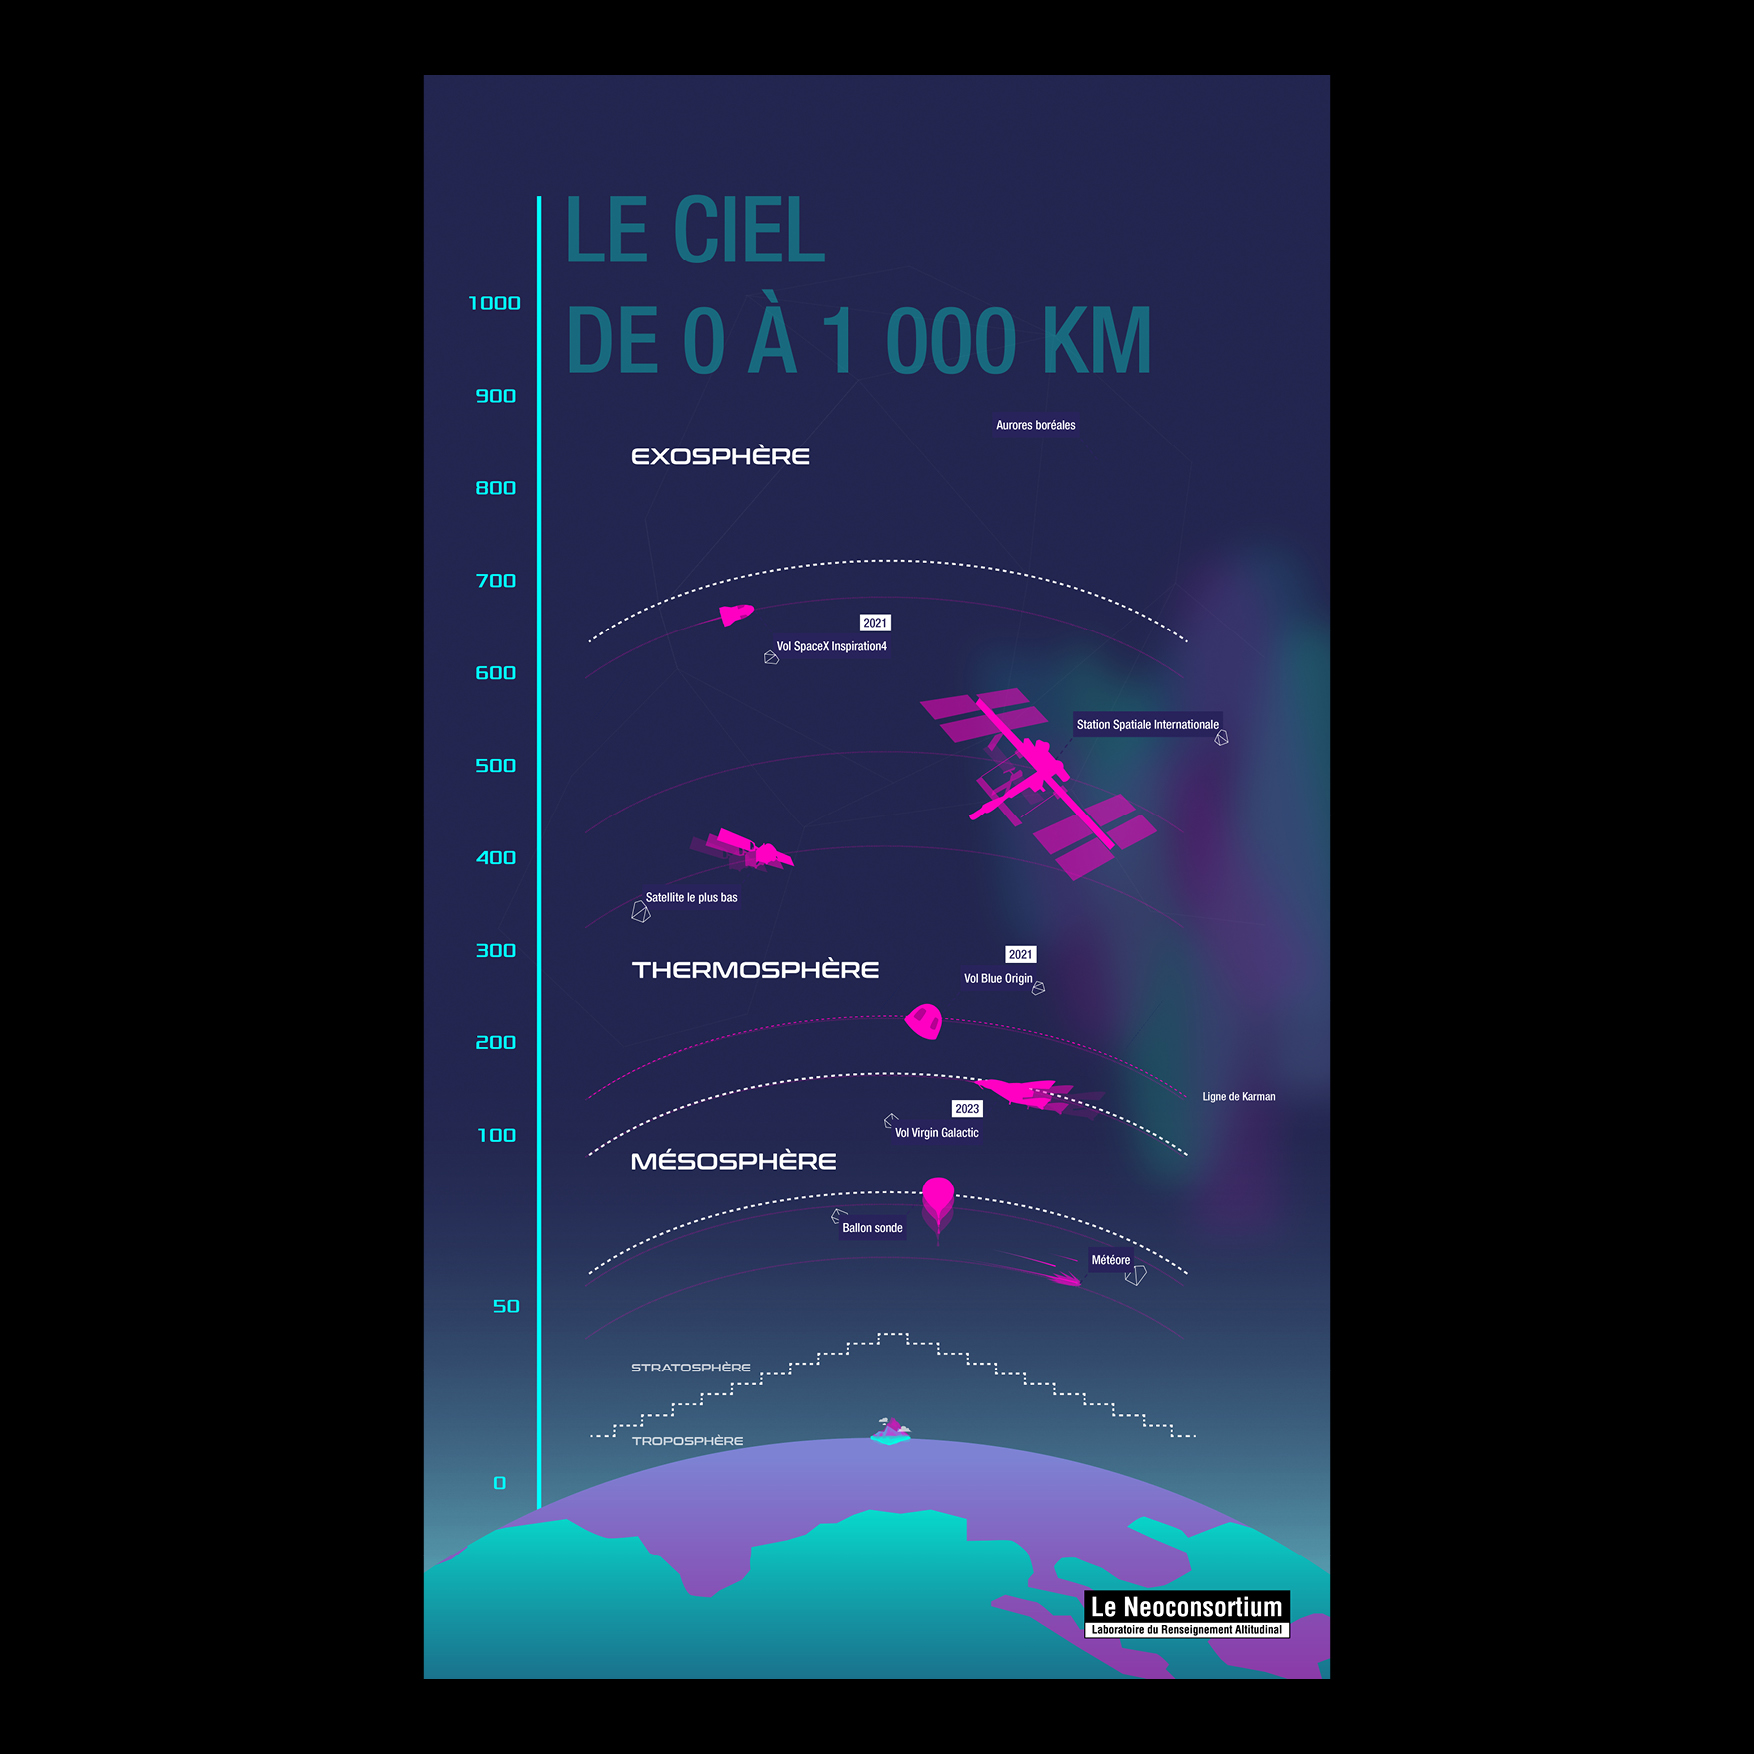 LE CIEL
DE 0 À 1 000 KM
1000
900
Aurores boréales
EXOSPHÈRE
800
700
2021
Vol SpaceX Inspiration4
600
Station Spatiale Internationale
500
400
Satellite le plus bas
300
2021
THERMOSPHÈRE
Vol Blue Origin
200
Ligne de Karman
2023
Vol Virgin Galactic
100
MÉSOSPHÈRE
Ballon sonde
Météore
50
STRATOSPHÈRE
TROPOSPHÈRE
0
Le Neoconsortium
Laboratoire du Renseignement Altitudinal